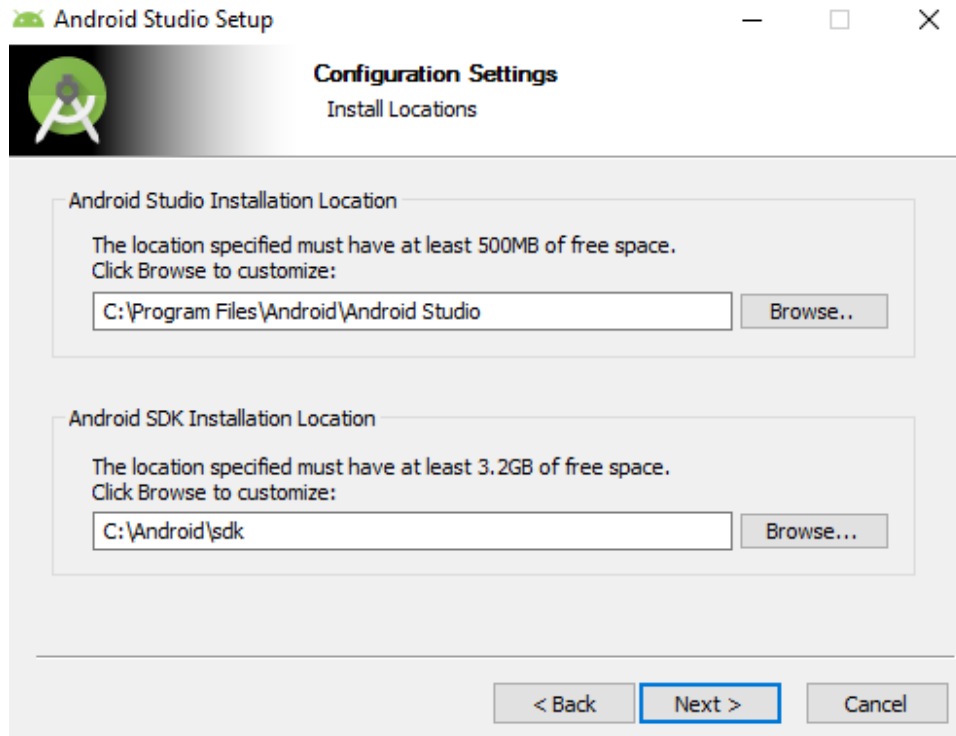 Android Studio Setup
Configuration Settings
Install Locations
Android Studio Installation Location
The location specified must have at least 500MB of free space.
Click Browse to customize:
C:\Program Files\Android\Android Studio
Browse..
Android SDK Installation Location
The location specified must have at least 3.2GB of free space.
Click Browse to customize:
C:\Android\sdk
Browse...
< Back
Next >
Cancel